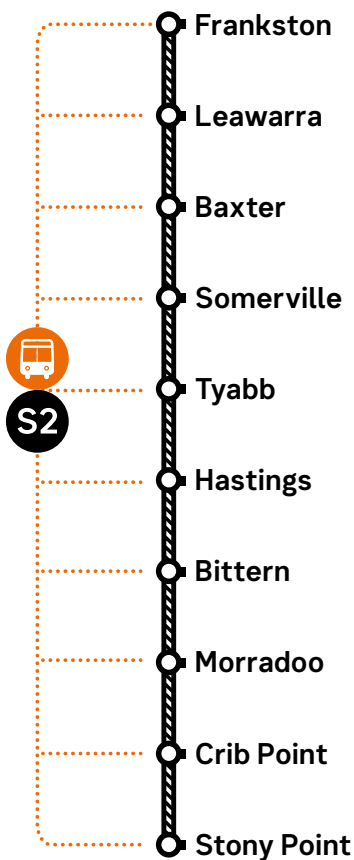 Frankston
Leawarra
Baxter
Somerville
Tyabb
S2
Hastings
Bittern
Morradoo
Crib Point
Stony Point